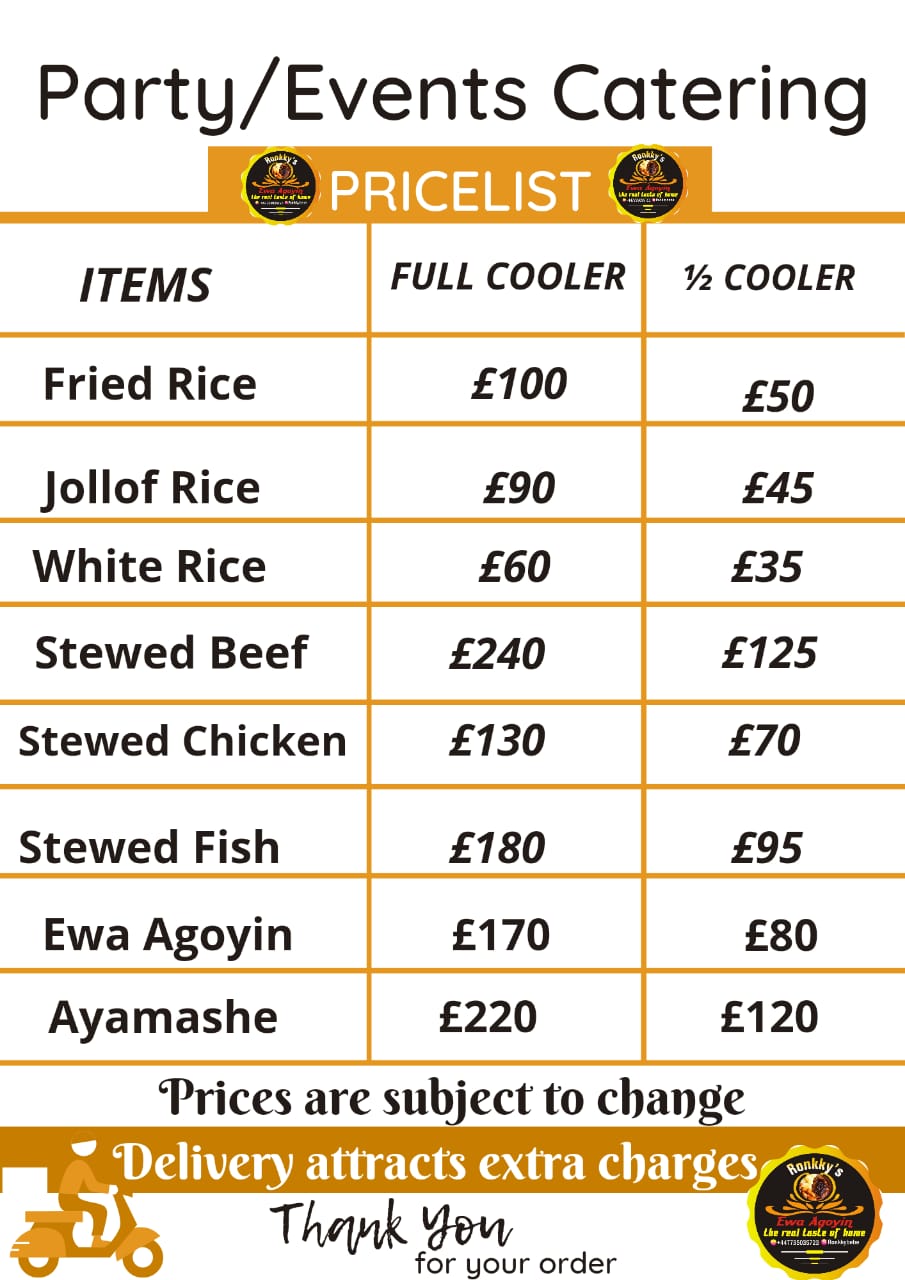 Party/Events Catering
Ronkky's
Ewa Agoyin
the real taste of home
PRICELIST
Ronkky's
Ewa Agoyin
the real taste of home
ITEMS FULL COOLER ½ COOLER
Fried Rice £100 £50
Jollof Rice £90 £45
White Rice £60 £35
Stewed Beef £240 £125
Stewed Chicken £130 £70
Stewed Fish £180 £95
Ewa Agoyin £170 £80
Ayamashe £220 £120
Prices are subject to change
Delivery attracts extra charges
Thank You
for your order
Ronkky's
Ewa Agoyin
the real taste of home